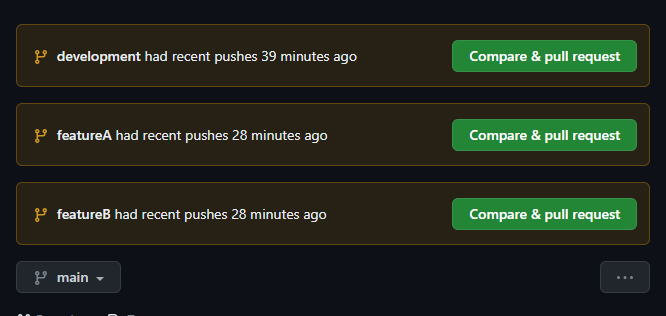 development had recent pushes 39 minutes ago Compare & pull request
featureA had recent pushes 28 minutes ago Compare & pull request
featureB had recent pushes 28 minutes ago Compare & pull request
main